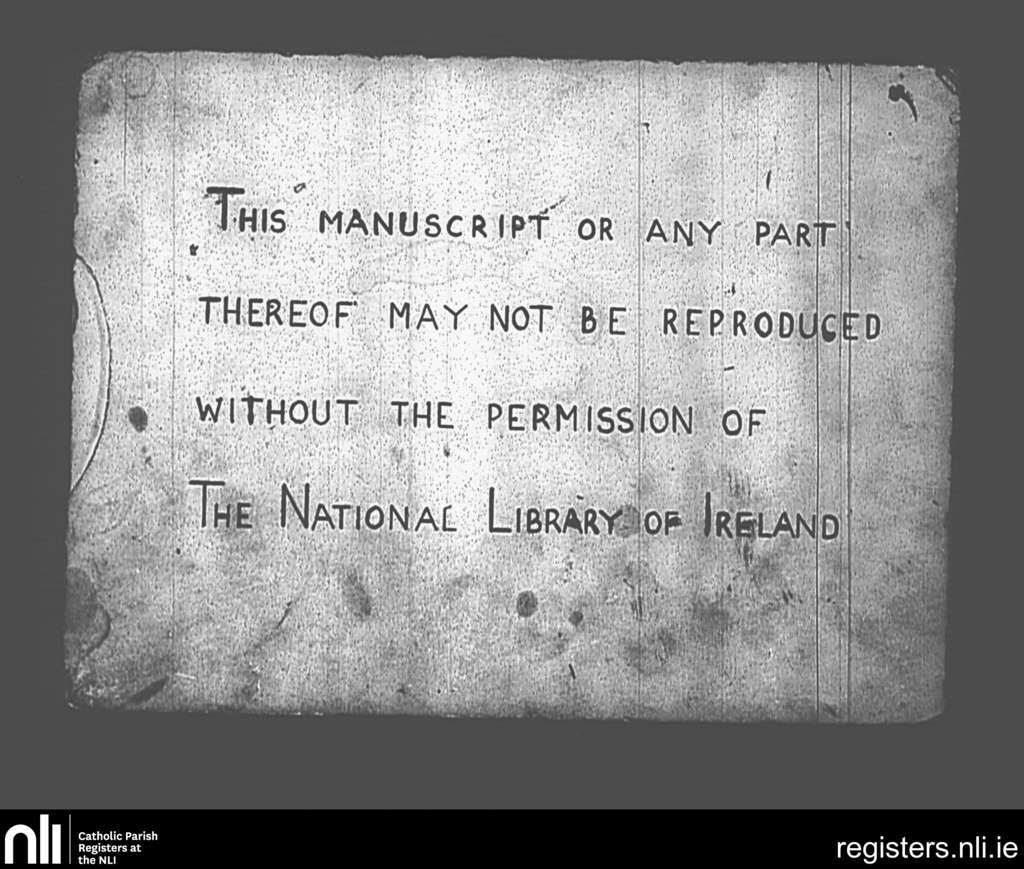 THIS MANUSCRIPT OR ANY PART
THEREOF MAY NOT BE REPRODUCED
WITHOUT THE PERMISSION OF
THE NATIONAL LIBRARY OF IRELAND
nli
Catholic Parish
Registers at
the NLI
registers.nli.ie